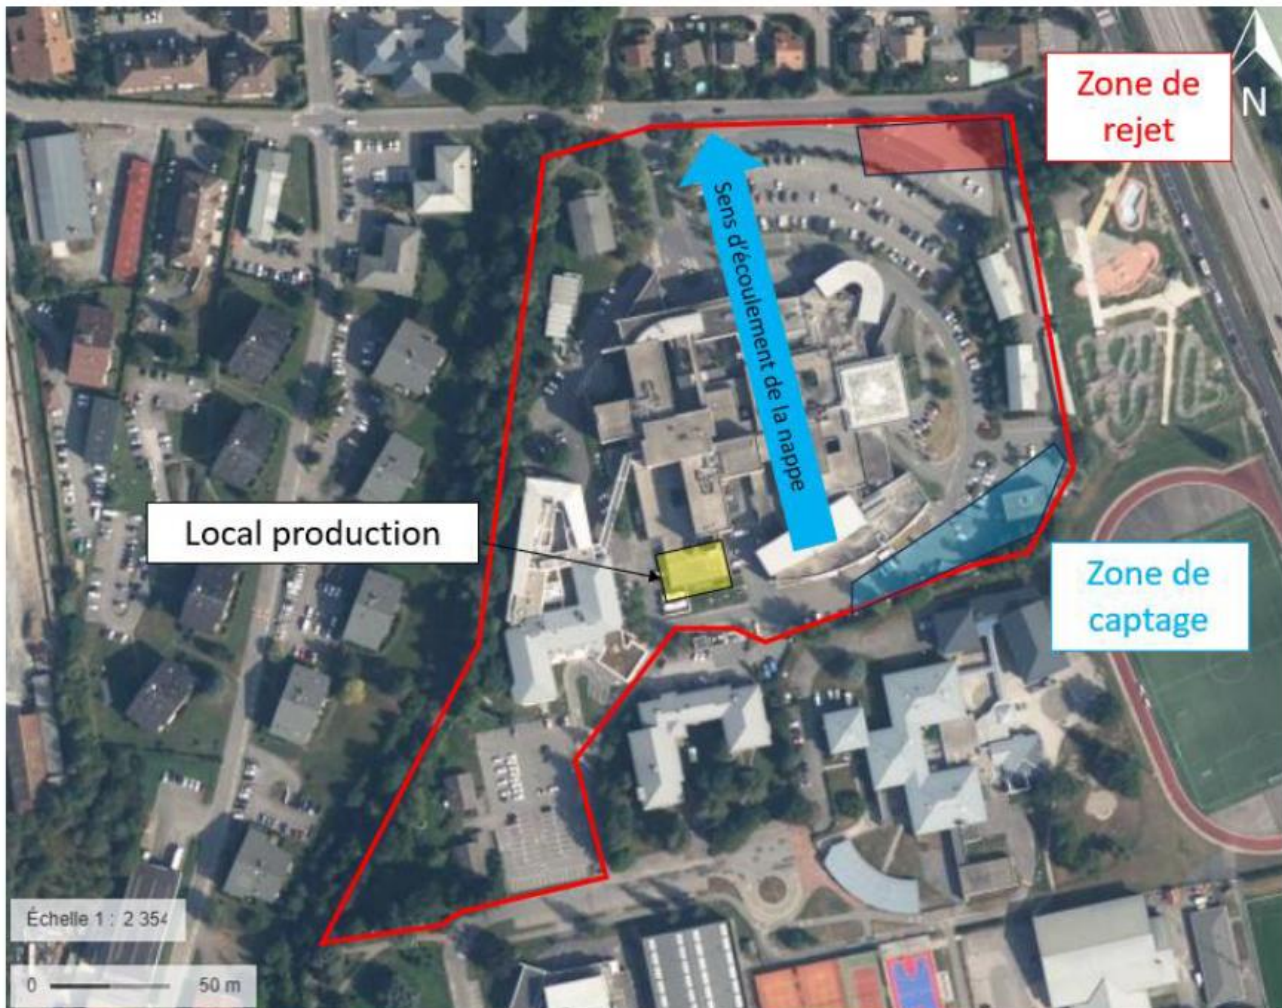 Zone de
rejet
N
Sens d'écoulement de la nappe
Local production
Zone de
captage
Échelle 1 : 2 354
0 50 m